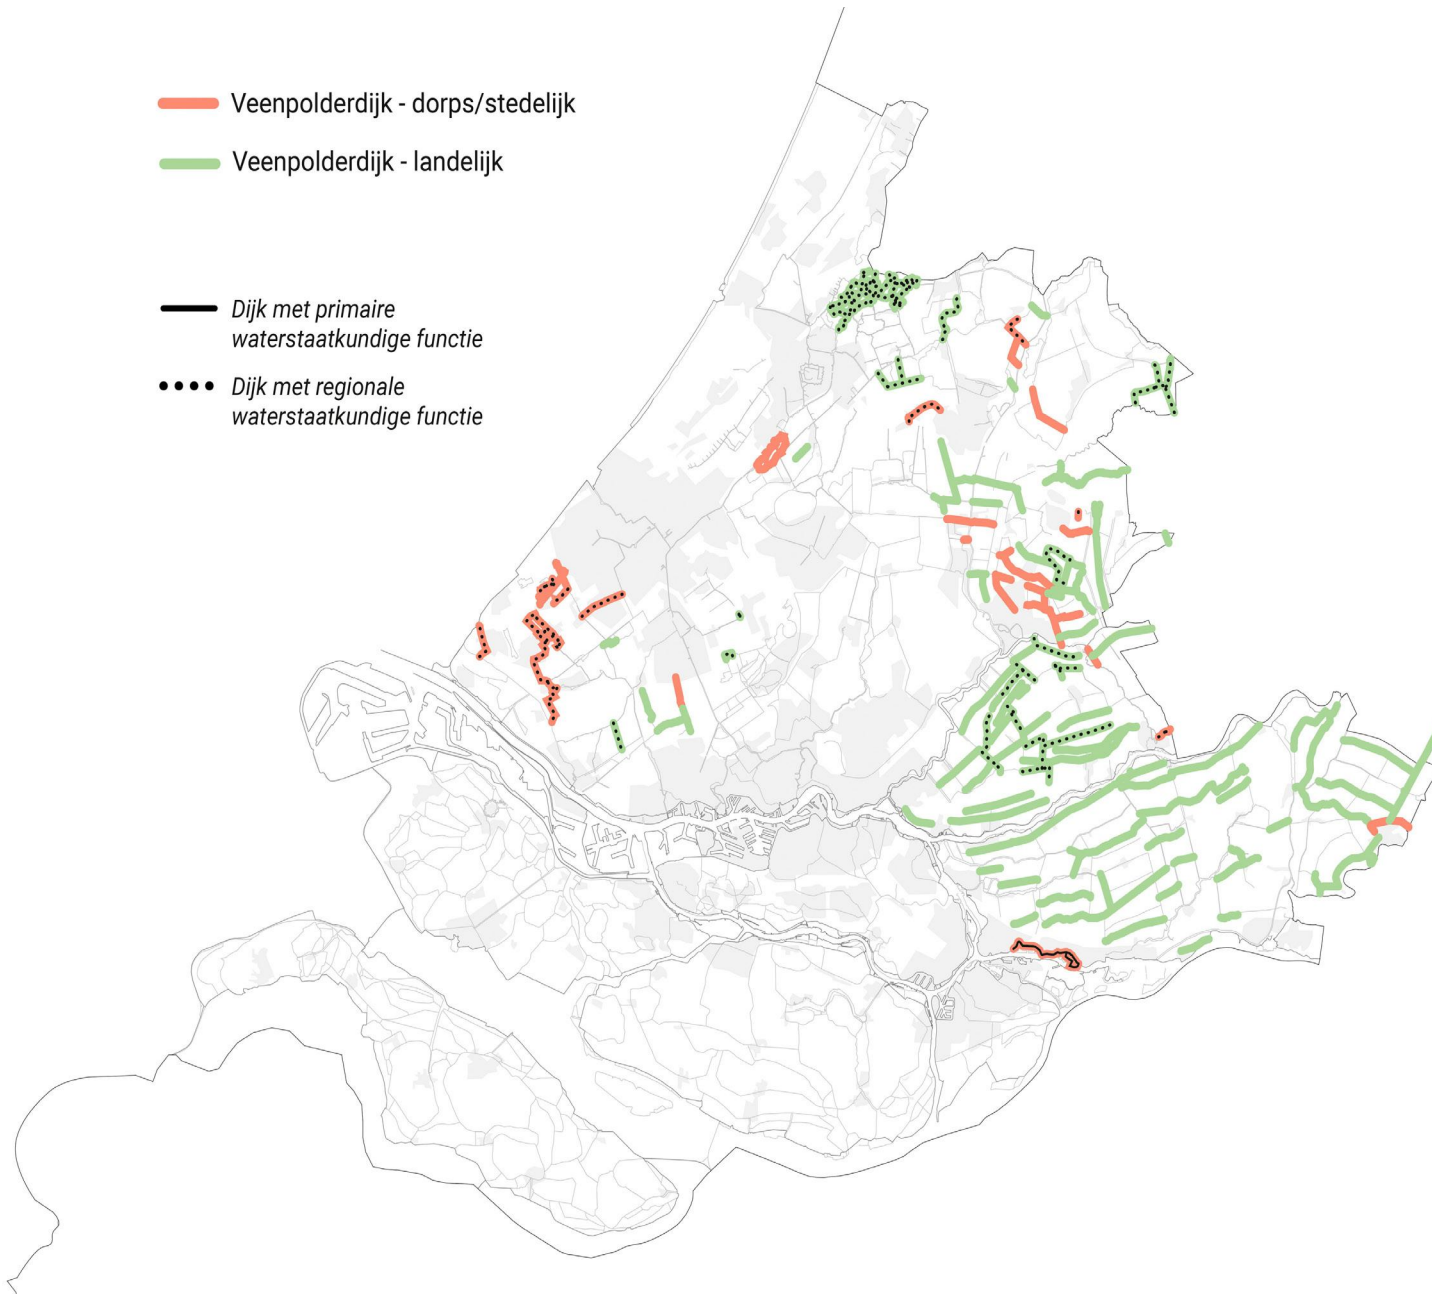 Veenpolderdijk - dorps/stedelijk
Veenpolderdijk - landelijk
Dijk met primaire
waterstaatkundige functie
Dijk met regionale
waterstaatkundige functie